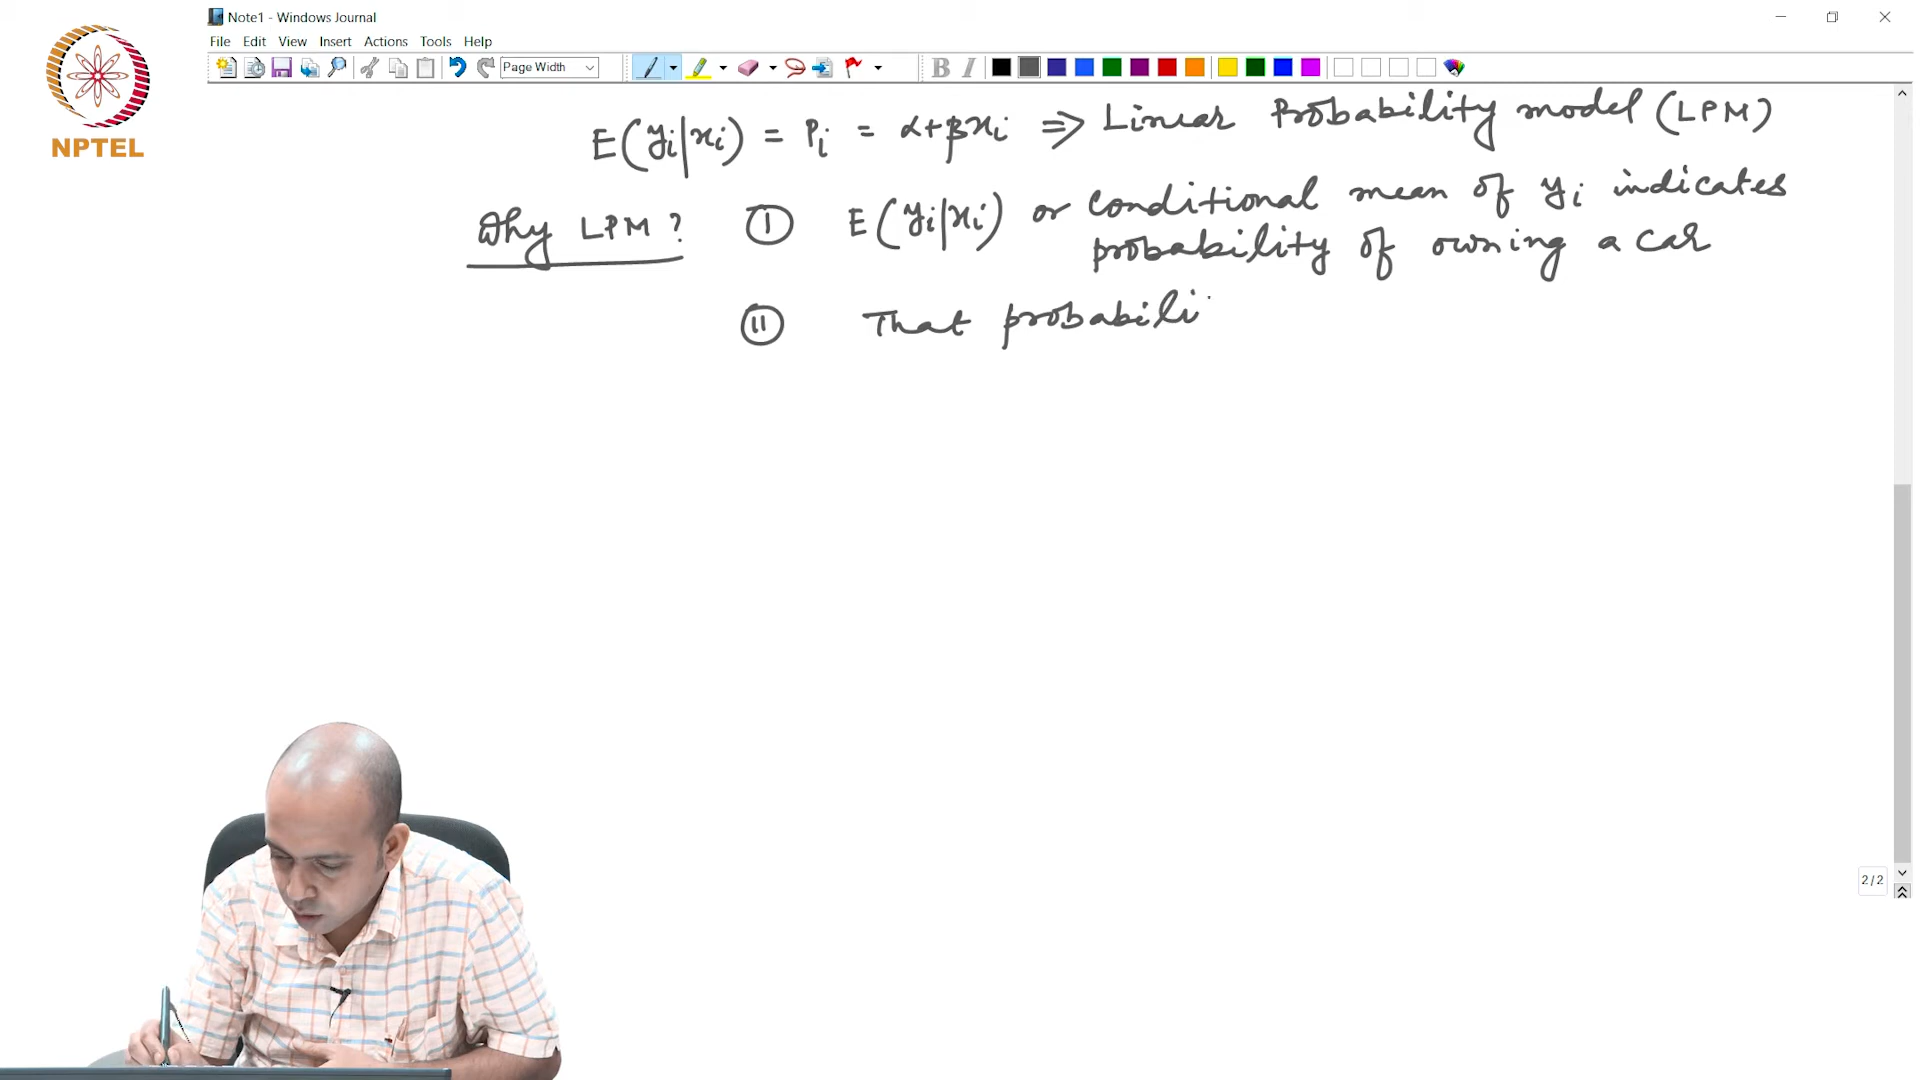 Note1 - Windows Journal
File Edit View Insert Actions Tools Help
Page Width
B I
NPTEL
E(yi|xi) = Pi = α+βxi ⇒ Linear Probability model (LPM)
Why LPM? (I) E(yi|xi) or conditional mean of yi indicates
probability of owning a car
(II) That probabili
2/2